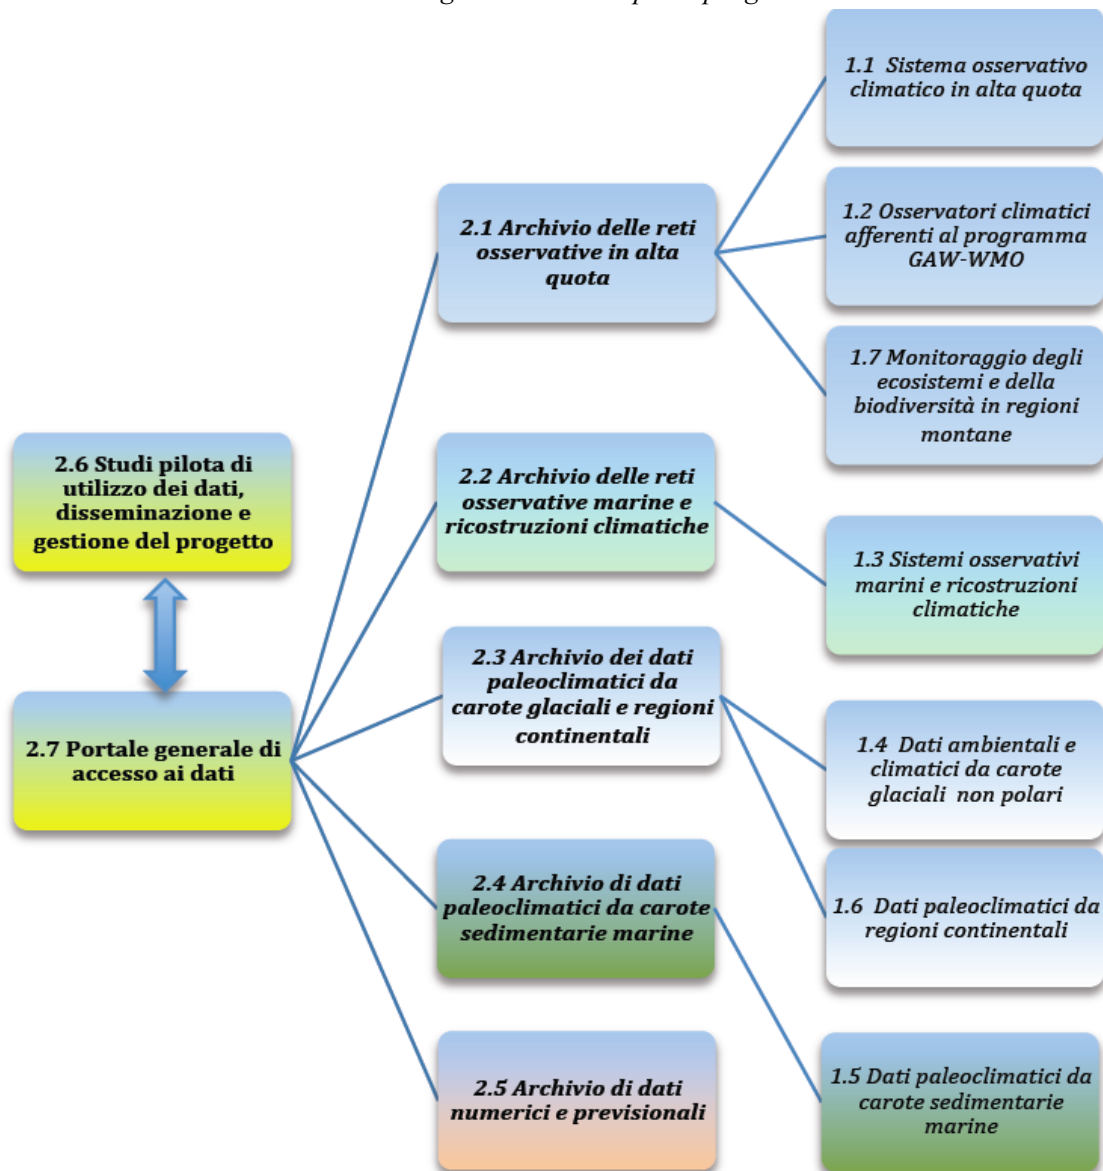 1.1 Sistema osservativo
climatico in alta quota
2.1 Archivio delle reti
osservative in alta
quota
1.2 Osservatori climatici
afferenti al programma
GAW-WMO
1.7 Monitoraggio degli
ecosistemi e della
biodiversità in regioni
montane
2.6 Studi pilota di
utilizzo dei dati,
disseminazione e
gestione del progetto
2.2 Archivio delle reti
osservative marine e
ricostruzioni climatiche
1.3 Sistemi osservativi
marini e ricostruzioni
climatiche
2.3 Archivio dei dati
paleoclimatici da
carote glaciali e regioni
continentali
2.7 Portale generale di
accesso ai dati
1.4 Dati ambientali e
climatici da carote
glaciali non polari
2.4 Archivio di dati
paleoclimatici da carote
sedimentarie marine
1.6 Dati paleoclimatici da
regioni continentali
2.5 Archivio di dati
numerici e previsionali
1.5 Dati paleoclimatici da
carote sedimentarie
marine